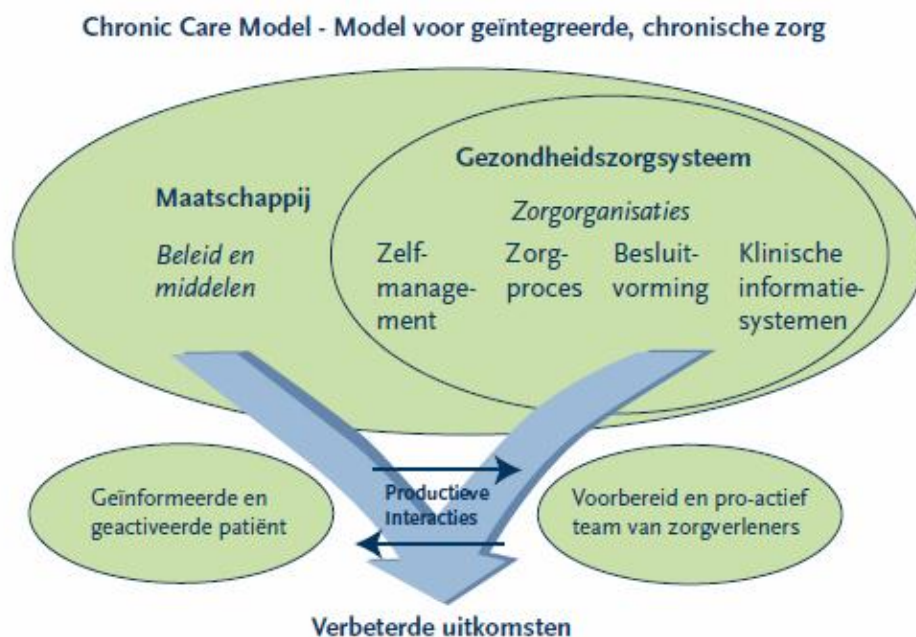 Chronic Care Model - Model voor geïntegreerde, chronische zorg
Maatschappij
Beleid en
middelen
Gezondheidszorgsysteem
Zorgorganisaties
Zelf-
manage-
ment
Zorg-
proces
Besluit-
vorming
Klinische
informatie-
systemen
Geïnformeerde en
geactiveerde patiënt
Productieve
Interacties
Voorbereid en pro-actief
team van zorgverleners
Verbeterde uitkomsten